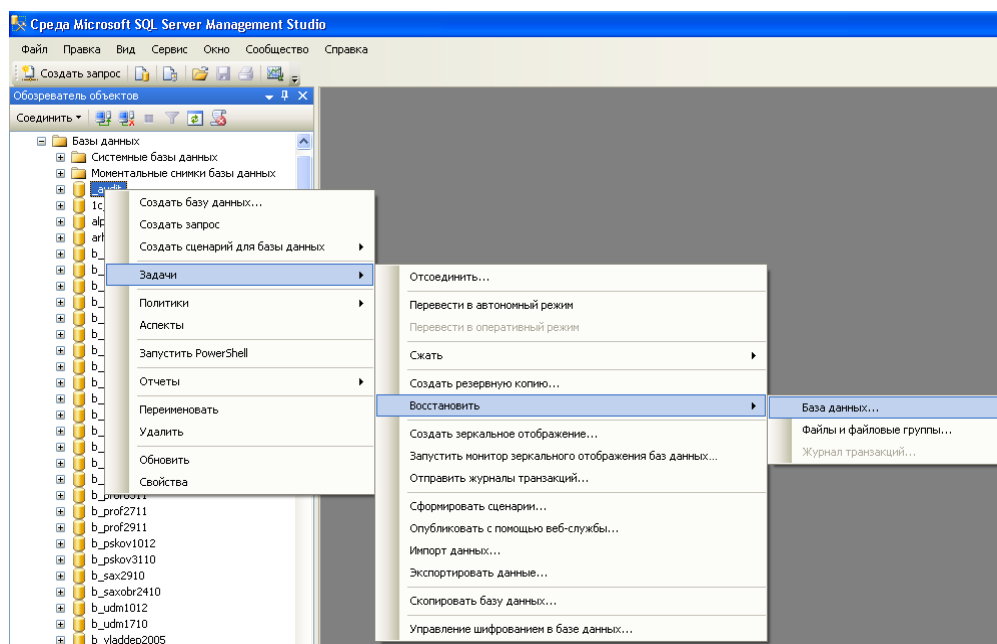 Среда Microsoft SQL Server Management Studio
Файл Правка Вид Сервис Окно Сообщество Справка
Создать запрос
Обозреватель объектов
Соединить
Базы данных
Системные базы данных
Моментальные снимки базы данных
_audit
Создать базу данных...
Создать запрос
Создать сценарий для базы данных
Задачи
Политики
Аспекты
Запустить PowerShell
Отчеты
Переименовать
Удалить
Обновить
Свойства
Отсоединить...
Перевести в автономный режим
Перевести в оперативный режим
Сжать
Создать резервную копию...
Восстановить
Создать зеркальное отображение...
Запустить монитор зеркального отображения баз данных...
Отправить журналы транзакций...
Сформировать сценарии...
Опубликовать с помощью веб-службы...
Импорт данных...
Экспортировать данные...
Скопировать базу данных...
Управление шифрованием в базе данных...
База данных...
Файлы и файловые группы...
Журнал транзакций...
b_prof2711
b_prof2911
b_pskov1012
b_pskov3110
b_sax2910
b_saxobr2410
b_udm1012
b_udm1710
b_vladdep2005